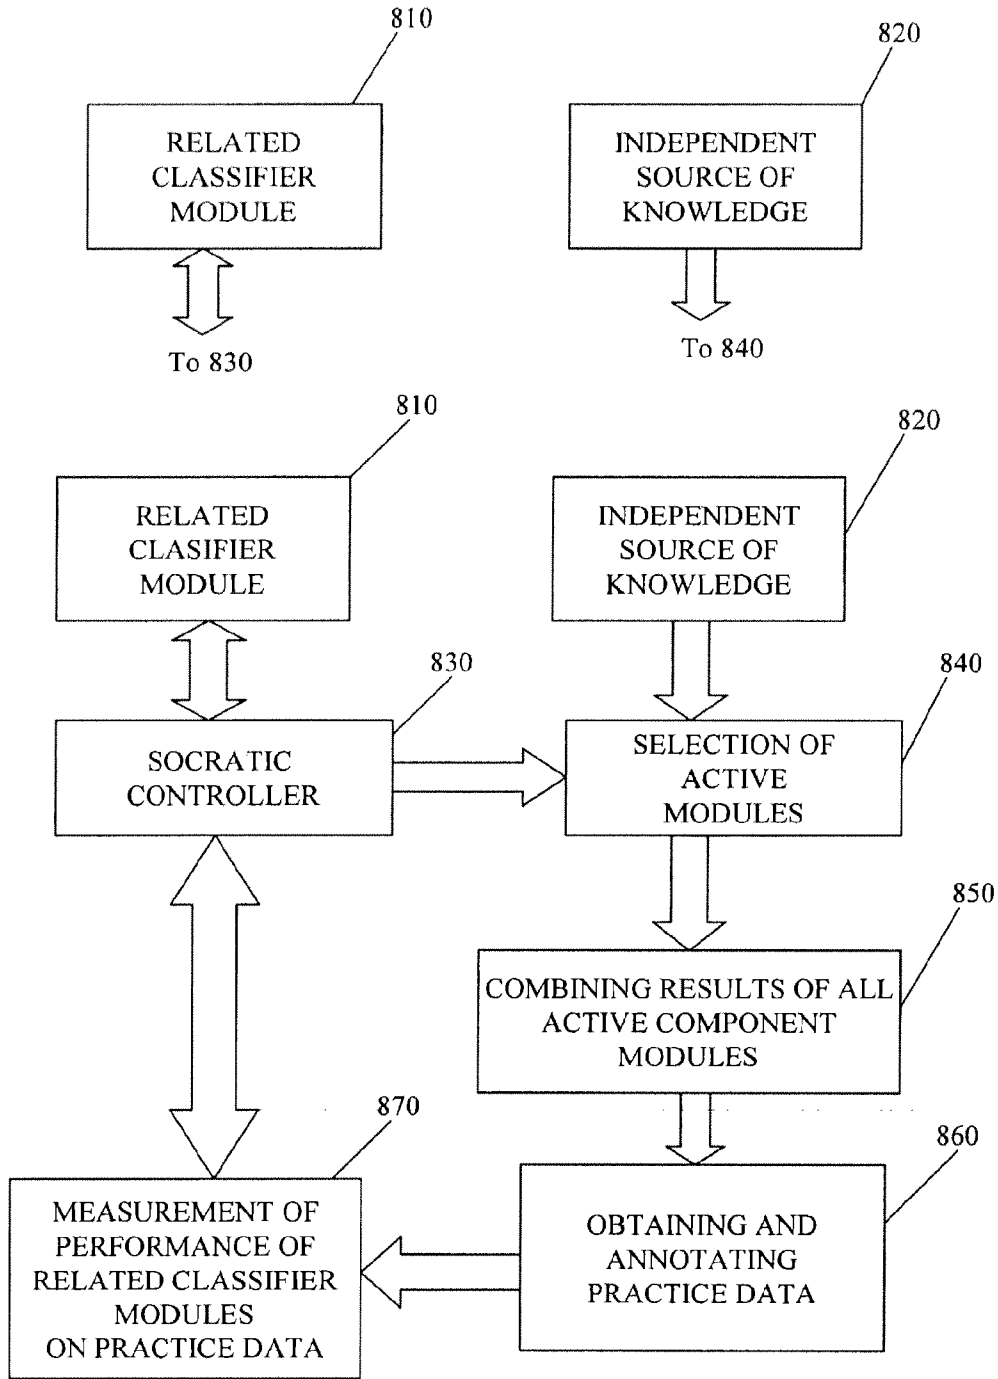 810
820
RELATED
CLASSIFIER
MODULE
INDEPENDENT
SOURCE OF
KNOWLEDGE
To 830
To 840
810
820
RELATED
CLASIFIER
MODULE
INDEPENDENT
SOURCE OF
KNOWLEDGE
830
840
SOCRATIC
CONTROLLER
SELECTION OF
ACTIVE
MODULES
850
COMBINING RESULTS OF ALL
ACTIVE COMPONENT
MODULES
870
860
MEASUREMENT OF
PERFORMANCE OF
RELATED CLASSIFIER
MODULES
ON PRACTICE DATA
OBTAINING AND
ANNOTATING
PRACTICE DATA